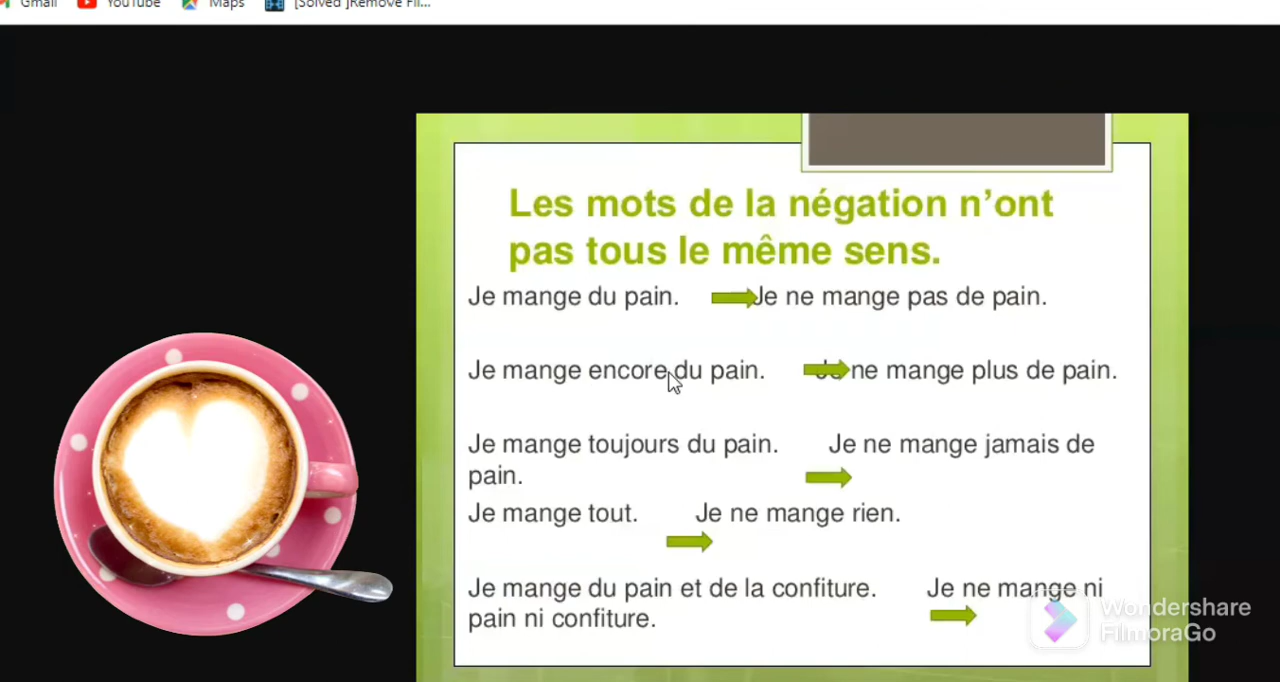 Gmail YouTube Maps [Solved ]Remove Fil...
Les mots de la négation n’ont
pas tous le même sens.
Je mange du pain. Je ne mange pas de pain.
Je mange encore du pain. Je ne mange plus de pain.
Je mange toujours du pain. Je ne mange jamais de
pain.
Je mange tout. Je ne mange rien.
Je mange du pain et de la confiture. Je ne mange ni
pain ni confiture.
Wondershare
FilmoraGo